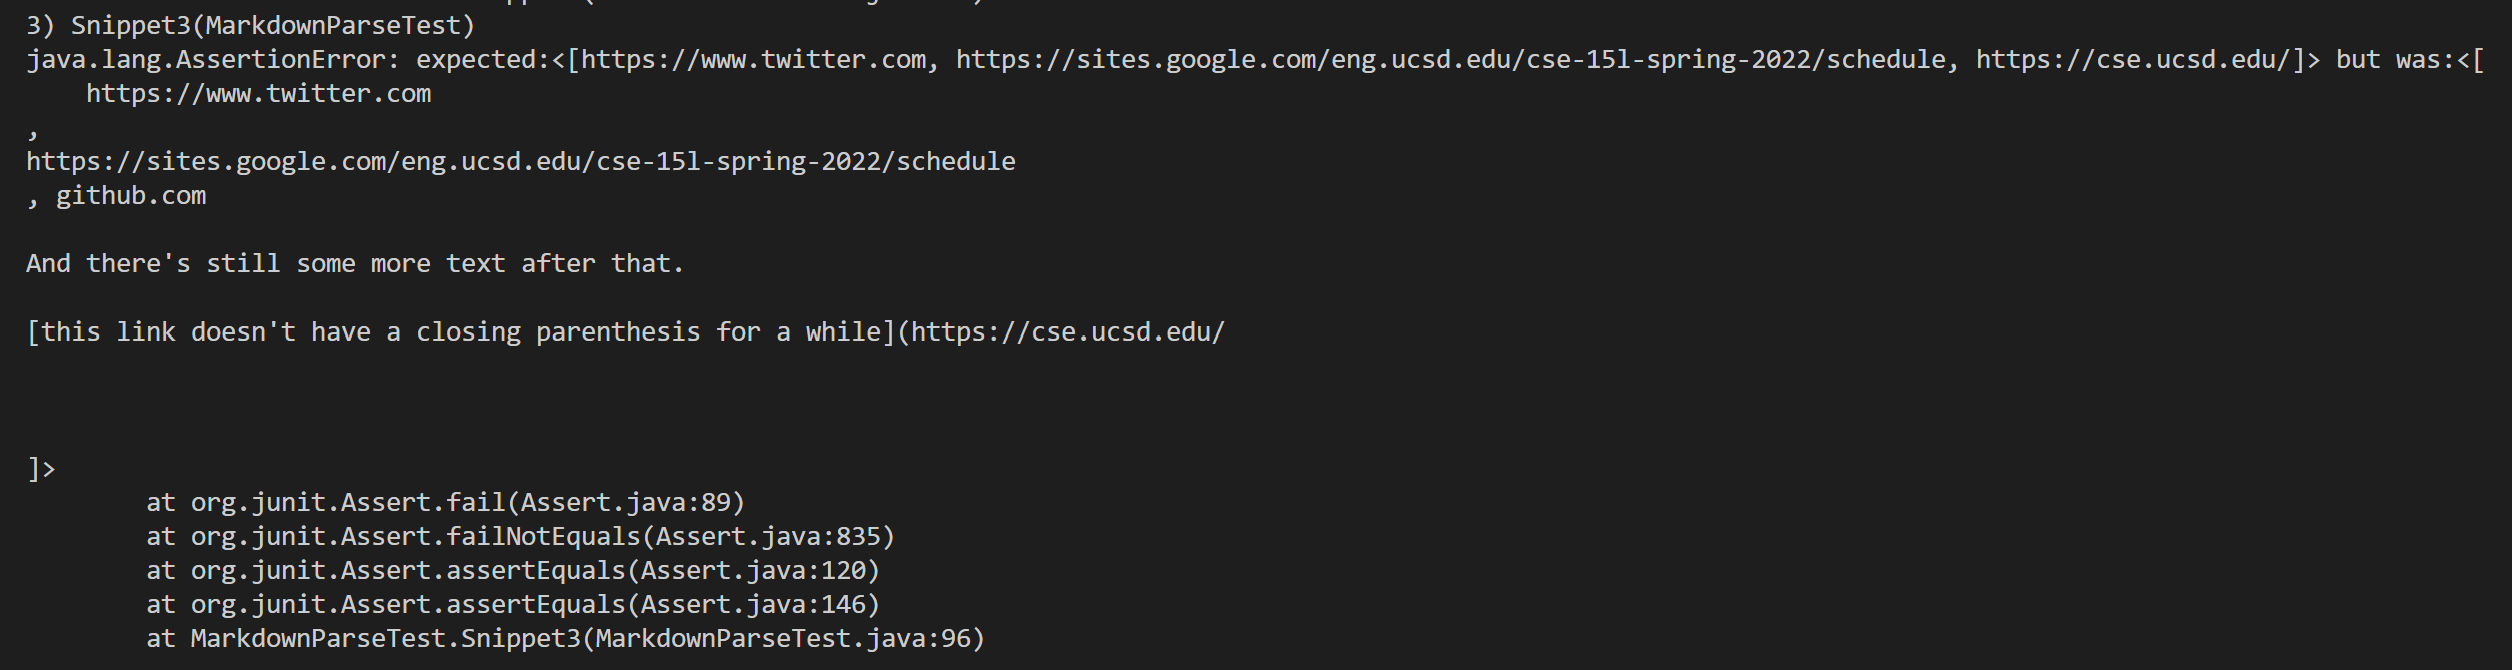 3) Snippet3(MarkdownParseTest)
java.lang.AssertionError: expected:<[https://www.twitter.com, https://sites.google.com/eng.ucsd.edu/cse-15l-spring-2022/schedule, https://cse.ucsd.edu/]> but was:<[
    https://www.twitter.com
,
https://sites.google.com/eng.ucsd.edu/cse-15l-spring-2022/schedule
, github.com

And there's still some more text after that.

[this link doesn't have a closing parenthesis for a while](https://cse.ucsd.edu/



]>
        at org.junit.Assert.fail(Assert.java:89)
        at org.junit.Assert.failNotEquals(Assert.java:835)
        at org.junit.Assert.assertEquals(Assert.java:120)
        at org.junit.Assert.assertEquals(Assert.java:146)
        at MarkdownParseTest.Snippet3(MarkdownParseTest.java:96)